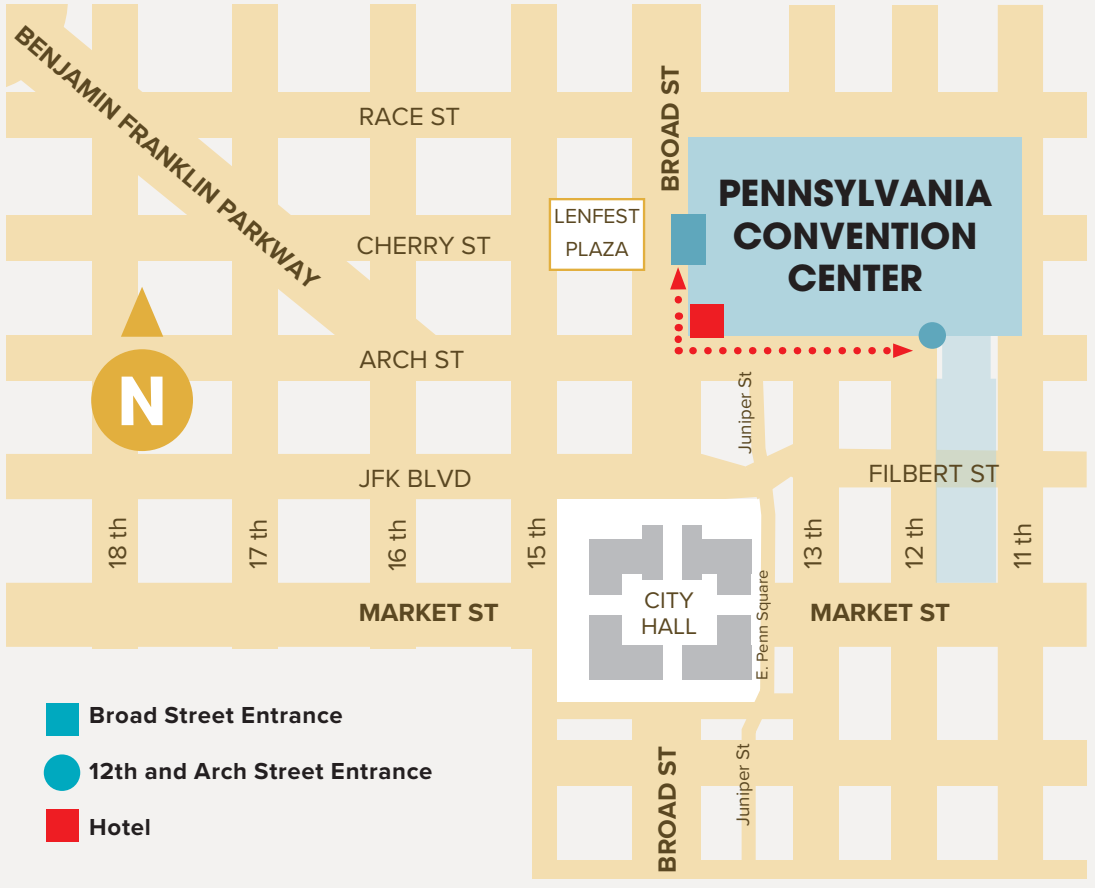 BENJAMIN FRANKLIN PARKWAY
RACE ST
BROAD ST
PENNSYLVANIA
CONVENTION
CENTER
LENFEST
PLAZA
CHERRY ST
ARCH ST
N
Juniper St
JFK BLVD
FILBERT ST
18 th
17 th
16 th
15 th
13 th
12 th
11 th
CITY
HALL
E. Penn Square
MARKET ST
MARKET ST
Broad Street Entrance
12th and Arch Street Entrance
Hotel
BROAD ST
Juniper St